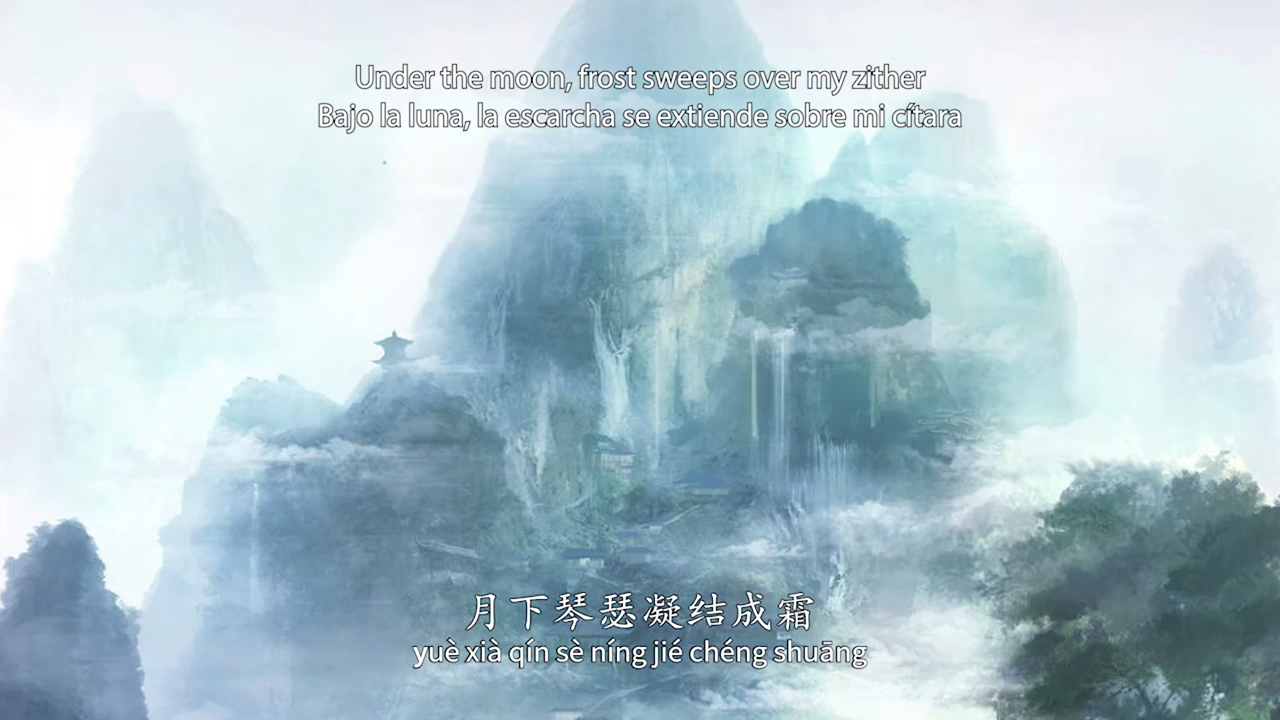 Under the moon, frost sweeps over my zither
Bajo la luna, la escarcha se extiende sobre mi cítara
月下琴瑟凝结成霜
yuè xià qín sè níng jié chéng shuāng